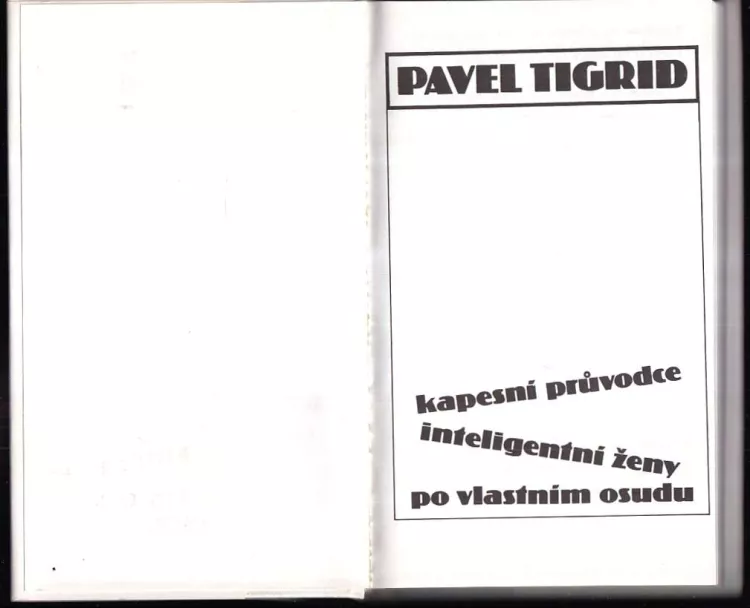 PAVEL TIGRID
kapesní průvodce
inteligentní ženy
po vlastním osudu